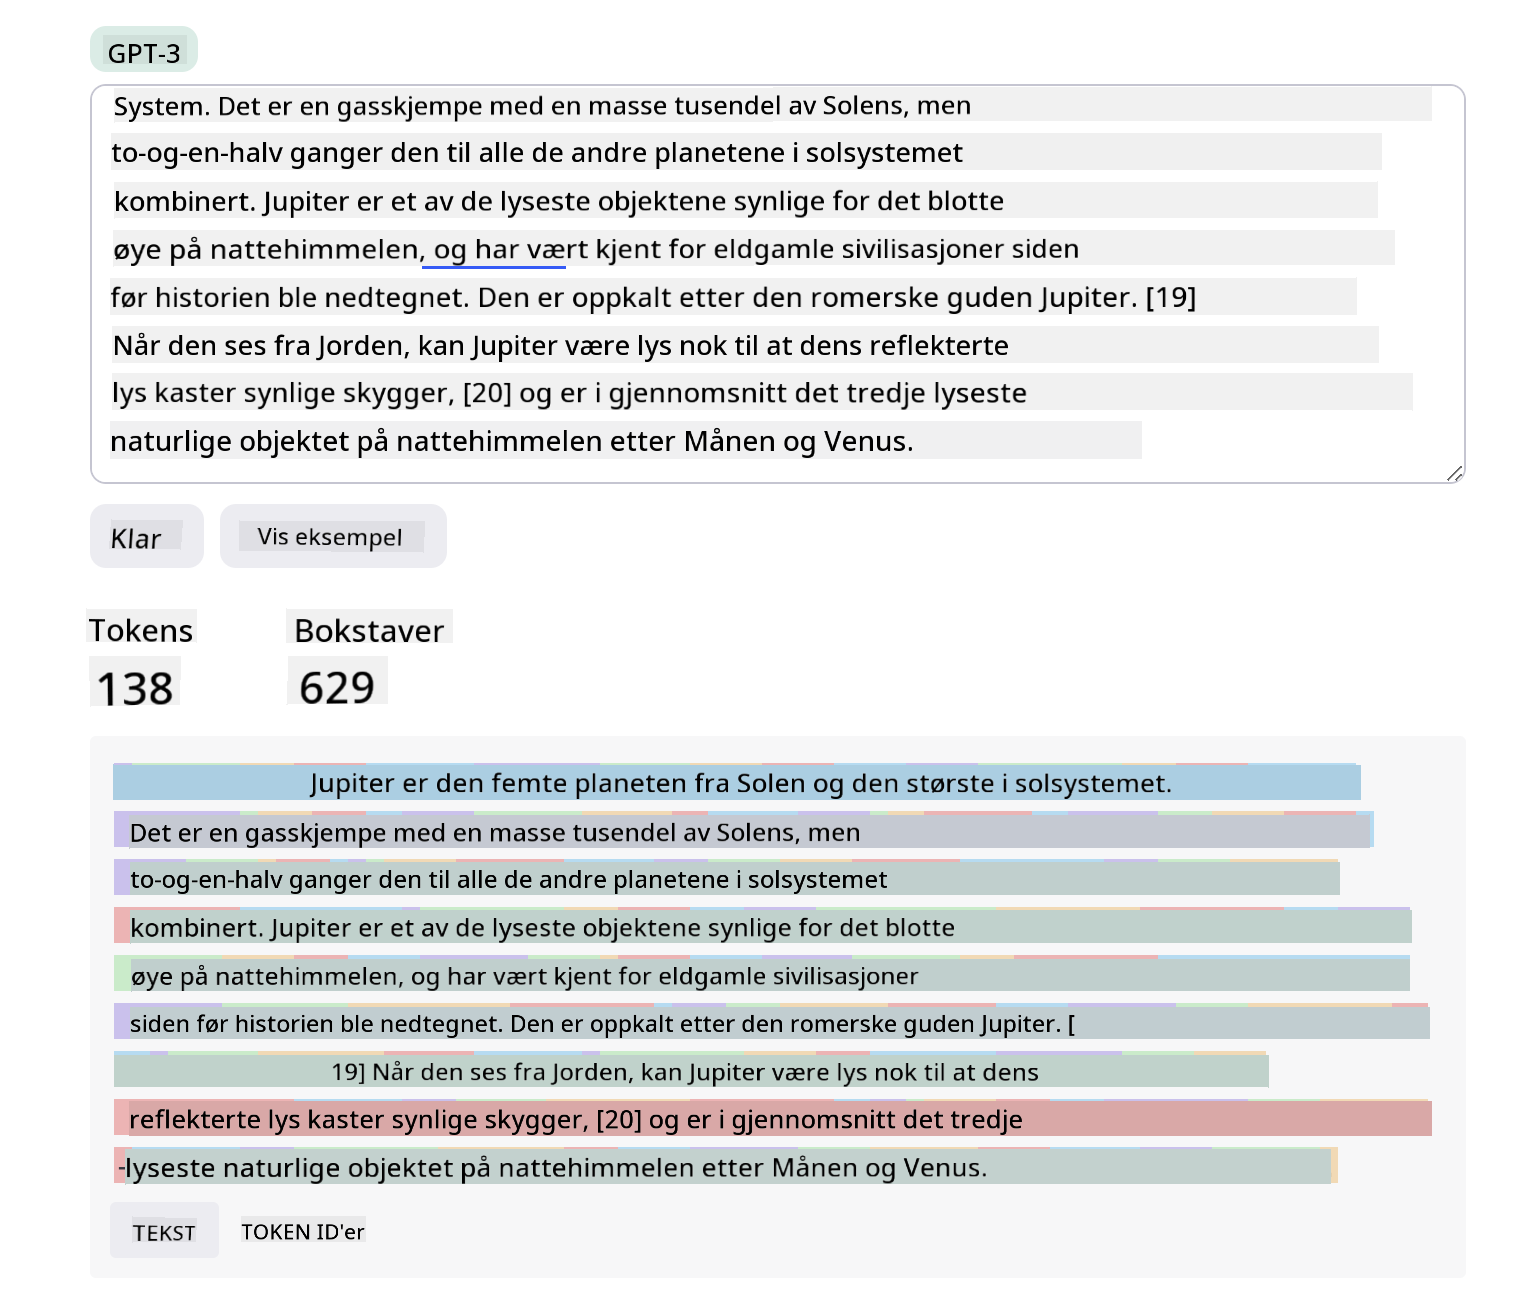 GPT-3
System. Det er en gasskjempe med en masse tusendel av Solens, men
to-og-en-halv ganger den til alle de andre planetene i solsystemet
kombinert. Jupiter er et av de lyseste objektene synlige for det blotte
øye på nattehimmelen, og har vært kjent for eldgamle sivilisasjoner siden
før historien ble nedtegnet. Den er oppkalt etter den romerske guden Jupiter. [19]
Når den ses fra Jorden, kan Jupiter være lys nok til at dens reflekterte
lys kaster synlige skygger, [20] og er i gjennomsnitt det tredje lyseste
naturlige objektet på nattehimmelen etter Månen og Venus.
Klar Vis eksempel
Tokens Bokstaver
138 629
Jupiter er den femte planeten fra Solen og den største i solsystemet.
Det er en gasskjempe med en masse tusendel av Solens, men
to-og-en-halv ganger den til alle de andre planetene i solsystemet
kombinert. Jupiter er et av de lyseste objektene synlige for det blotte
øye på nattehimmelen, og har vært kjent for eldgamle sivilisasjoner
siden før historien ble nedtegnet. Den er oppkalt etter den romerske guden Jupiter. [
19] Når den ses fra Jorden, kan Jupiter være lys nok til at dens
reflekterte lys kaster synlige skygger, [20] og er i gjennomsnitt det tredje
-lyseste naturlige objektet på nattehimmelen etter Månen og Venus.
TEKST TOKEN ID'er